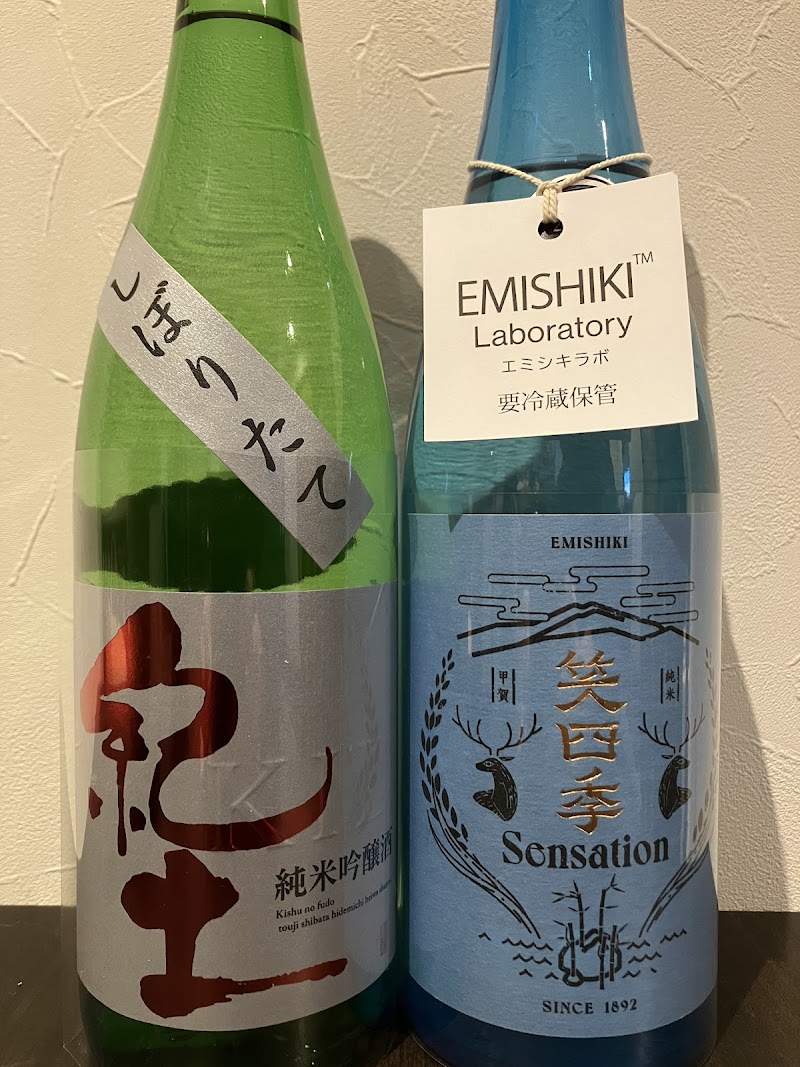 しぼりたて
紀土
KID
純米吟醸酒
Kishu no fudo
touji shibata hidemichi
EMISHIKI™
Laboratory
エミシキラボ
要冷蔵保管
EMISHIKI
甲賀
笑四季
純米
Sensation
SINCE 1892